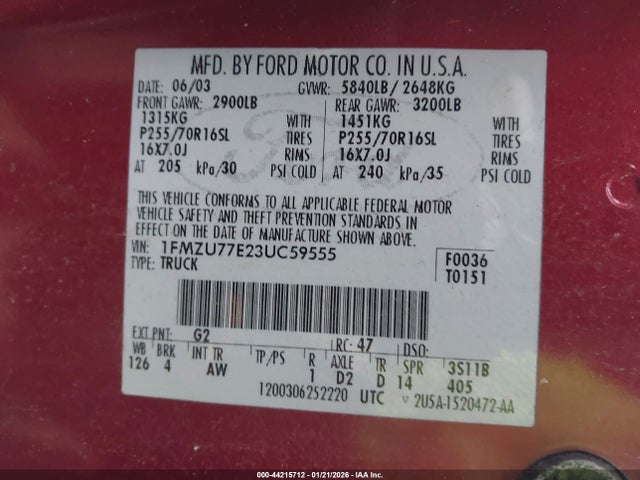 MFD. BY FORD MOTOR CO. IN U.S.A.
DATE: 06/03 GVWR: 5840LB/ 2648KG
FRONT GAWR: 2900LB REAR GAWR: 3200LB
1315KG WITH 1451KG WITH
P255/70R16SL TIRES P255/70R16SL TIRES
16X7.0J RIMS 16X7.0J RIMS
AT 205 kPa/30 PSI COLD AT 240 kPa/35 PSI COLD
THIS VEHICLE CONFORMS TO ALL APPLICABLE FEDERAL MOTOR
VEHICLE SAFETY AND THEFT PREVENTION STANDARDS IN
EFFECT ON THE DATE OF MANUFACTURE SHOWN ABOVE.
VIN: 1FMZU77E23UC59555 F0036
TYPE: TRUCK T0151
EXT PNT: G2 RC: 47 DSO:
WB BRK INT TR TP/PS R AXLE TR SPR 3S11B
126 4 AW 1 D2 D 14 405
1200306252220 UTC ▽ 2U5A-1520472-AA
Ford
000-44215712 - 01/21/2026 - IAA Inc.